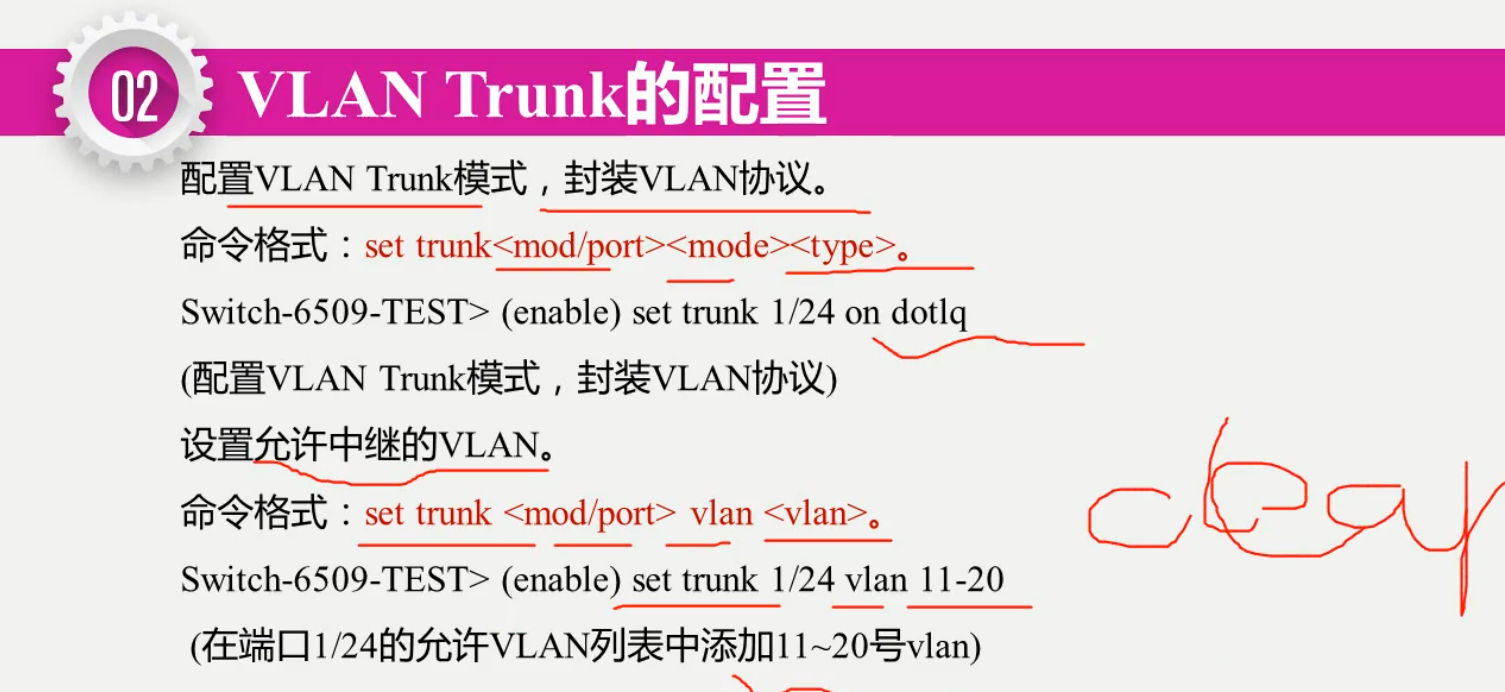 02
VLAN Trunk的配置
配置VLAN Trunk模式，封装VLAN协议。
命令格式：set trunk<mod/port><mode><type>。
Switch-6509-TEST> (enable) set trunk 1/24 on dotlq
(配置VLAN Trunk模式，封装VLAN协议)
设置允许中继的VLAN。
命令格式：set trunk <mod/port> vlan <vlan>。
Switch-6509-TEST> (enable) set trunk 1/24 vlan 11-20
(在端口1/24的允许VLAN列表中添加11~20号vlan)